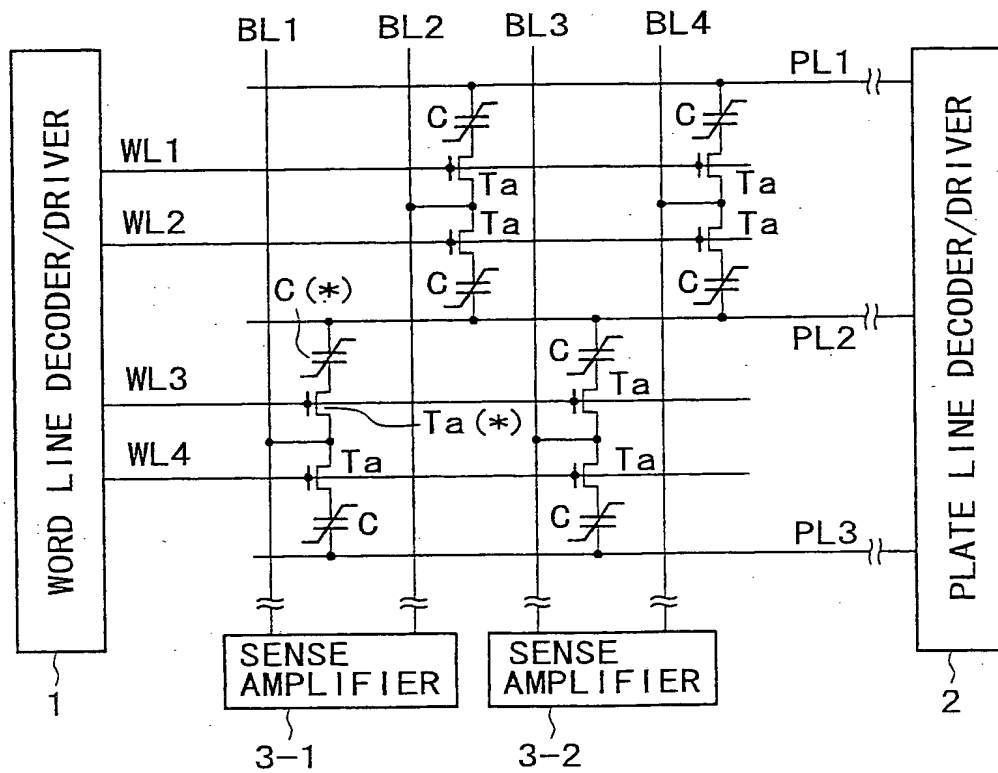 BL1 BL2 BL3 BL4
PL1
C C
WL1
Ta Ta
WL2
Ta Ta
C C
C (*)
PL2
C
WL3
Ta
Ta (*)
WL4
Ta Ta
C C
PL3
WORD LINE DECODER/DRIVER
PLATE LINE DECODER/DRIVER
SENSE AMPLIFIER
SENSE AMPLIFIER
1
2
3-1
3-2